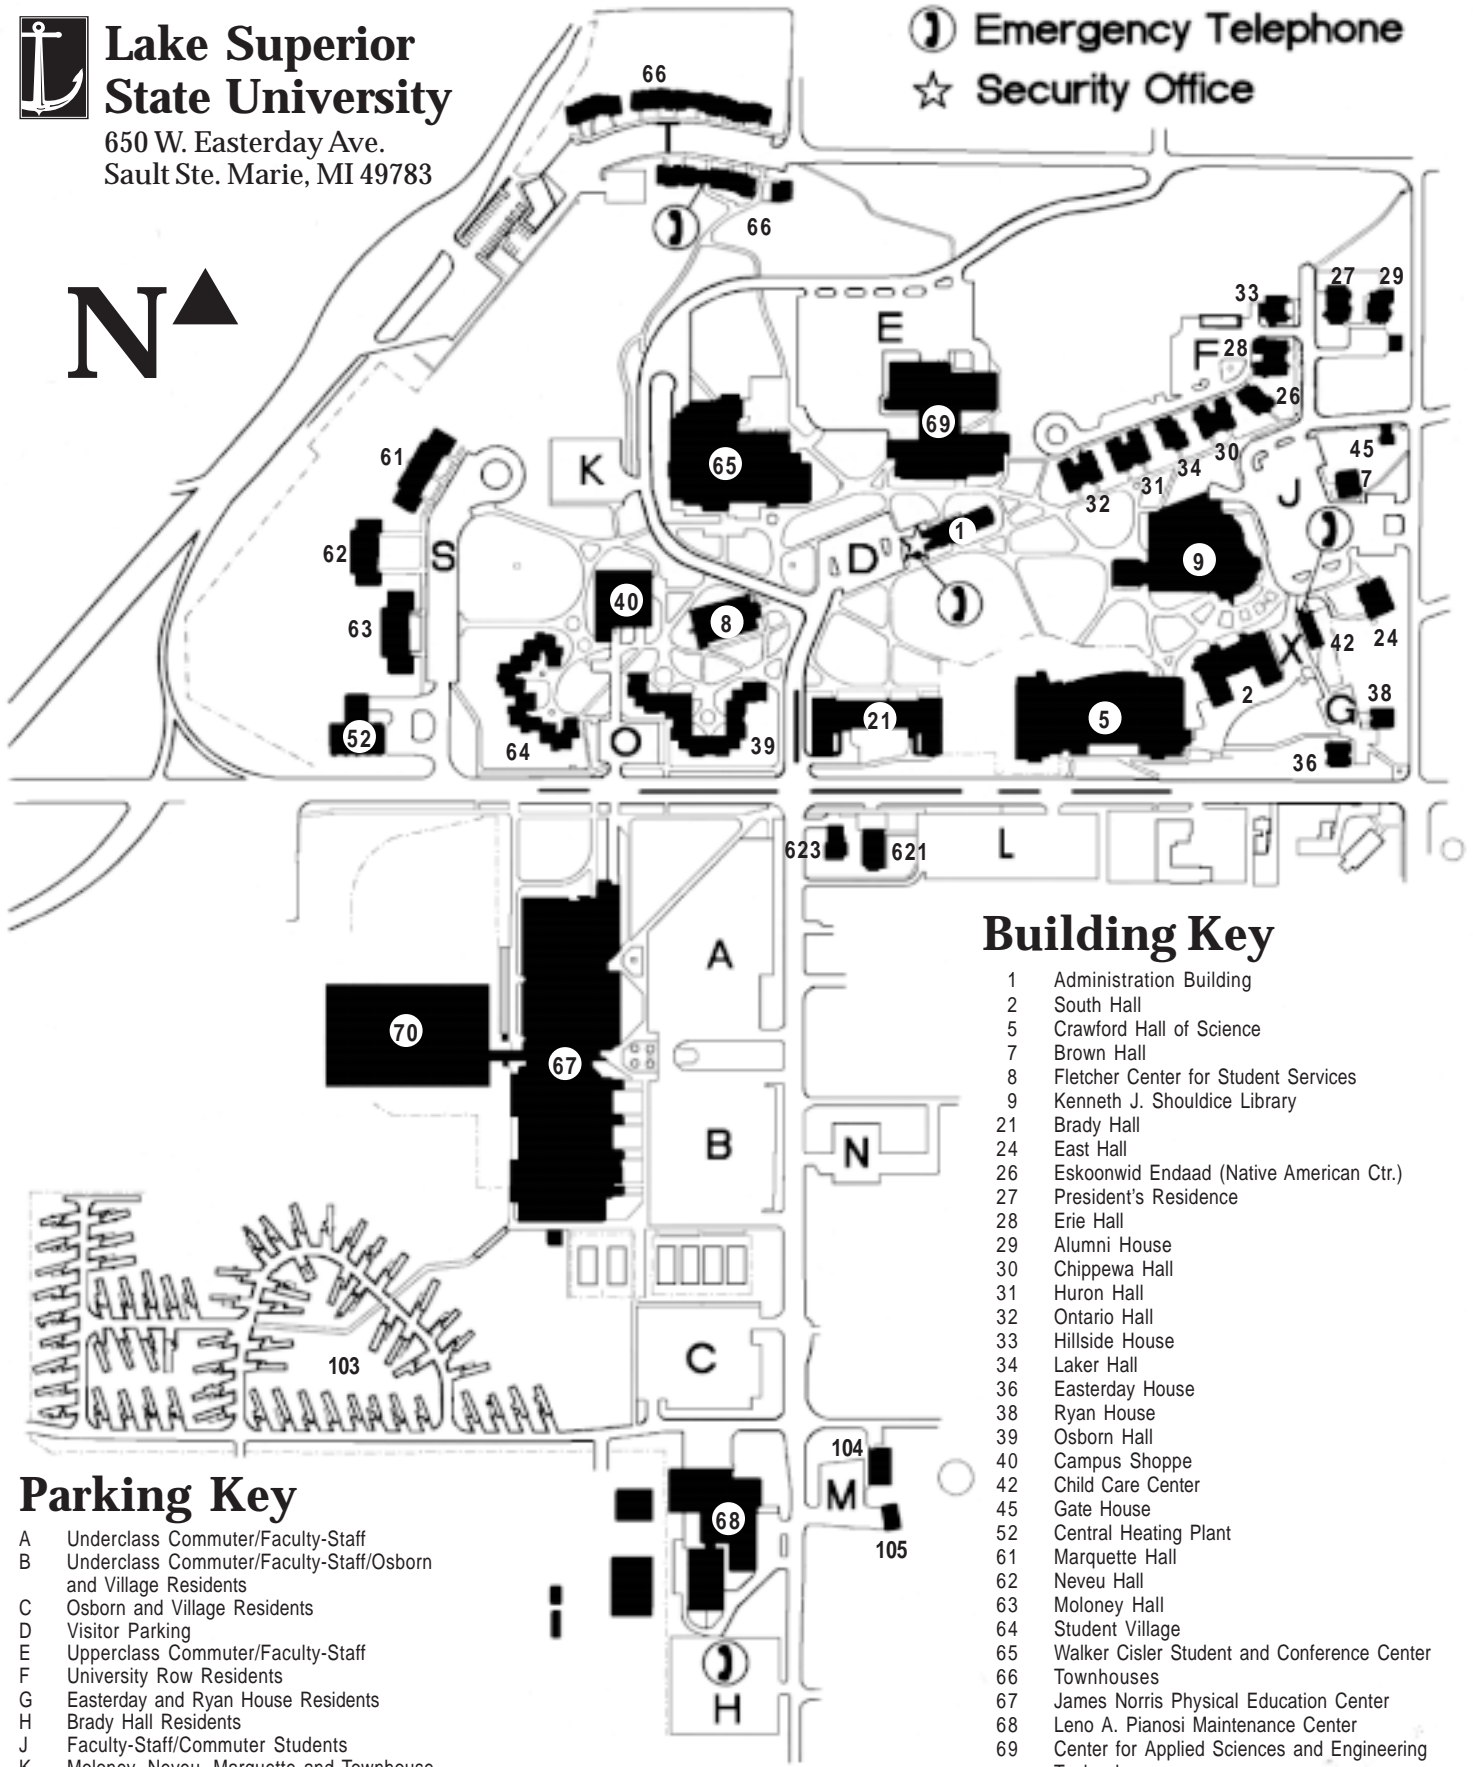 Lake Superior
State University
650 W. Easterday Ave.
Sault Ste. Marie, MI 49783
Emergency Telephone
Security Office
N
66
66
27
29
33
E
F
28
26
69
45
61
K
65
30
34
7
31
J
32
1
62
S
D
9
40
8
63
42
24
X
2
38
G
52
64
O
39
21
5
36
623
621
L
A
70
67
B
N
103
C
104
M
68
105
H
Building Key
1 Administration Building
2 South Hall
5 Crawford Hall of Science
7 Brown Hall
8 Fletcher Center for Student Services
9 Kenneth J. Shouldice Library
21 Brady Hall
24 East Hall
26 Eskoonwid Endaad (Native American Ctr.)
27 President's Residence
28 Erie Hall
29 Alumni House
30 Chippewa Hall
31 Huron Hall
32 Ontario Hall
33 Hillside House
34 Laker Hall
36 Easterday House
38 Ryan House
39 Osborn Hall
40 Campus Shoppe
42 Child Care Center
45 Gate House
52 Central Heating Plant
61 Marquette Hall
62 Neveu Hall
63 Moloney Hall
64 Student Village
65 Walker Cisler Student and Conference Center
66 Townhouses
67 James Norris Physical Education Center
68 Leno A. Pianosi Maintenance Center
69 Center for Applied Sciences and Engineering
Parking Key
A Underclass Commuter/Faculty-Staff
B Underclass Commuter/Faculty-Staff/Osborn
and Village Residents
C Osborn and Village Residents
D Visitor Parking
E Upperclass Commuter/Faculty-Staff
F University Row Residents
G Easterday and Ryan House Residents
H Brady Hall Residents
J Faculty-Staff/Commuter Students
K Moloney, Neveu, Marquette and Townhouse